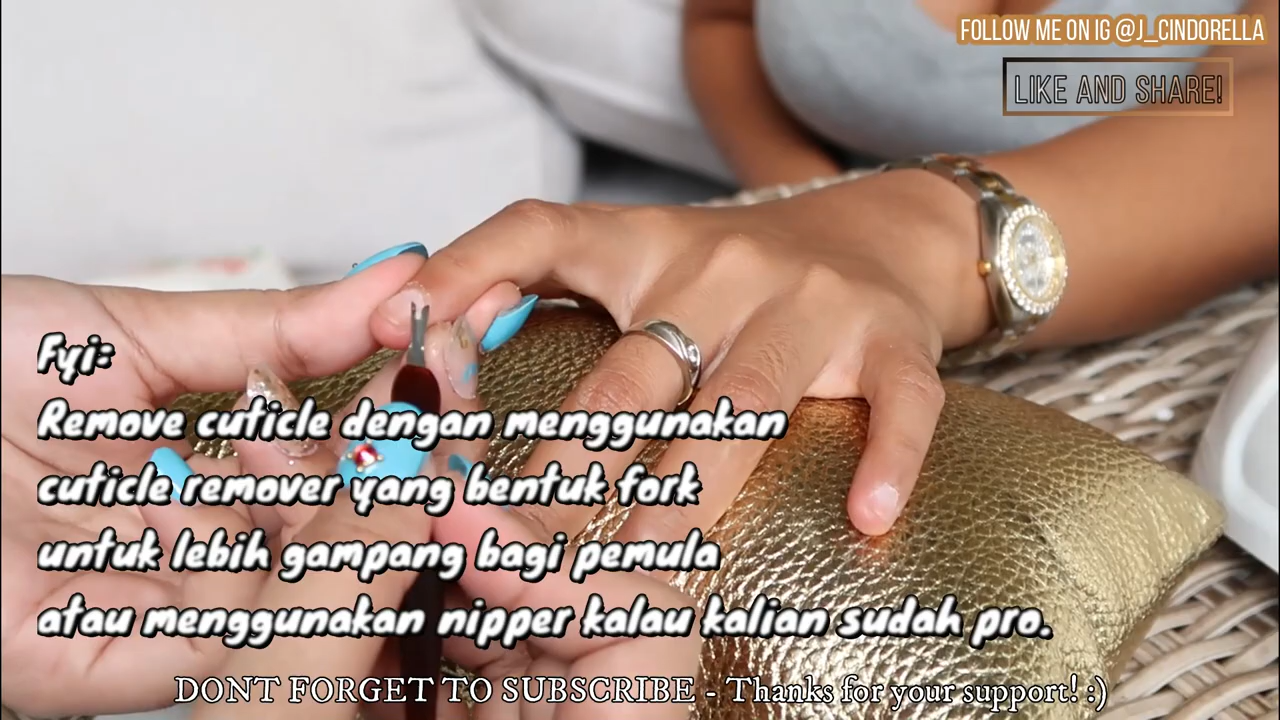 FOLLOW ME ON IG @J_CINDORELLA
LIKE AND SHARE!
Fyi:
Remove cuticle dengan menggunakan
cuticle remover yang bentuk fork
untuk lebih gampang bagi pemula
atau menggunakan nipper kalau kalian sudah pro.
DONT FORGET TO SUBSCRIBE - Thanks for your support! :)